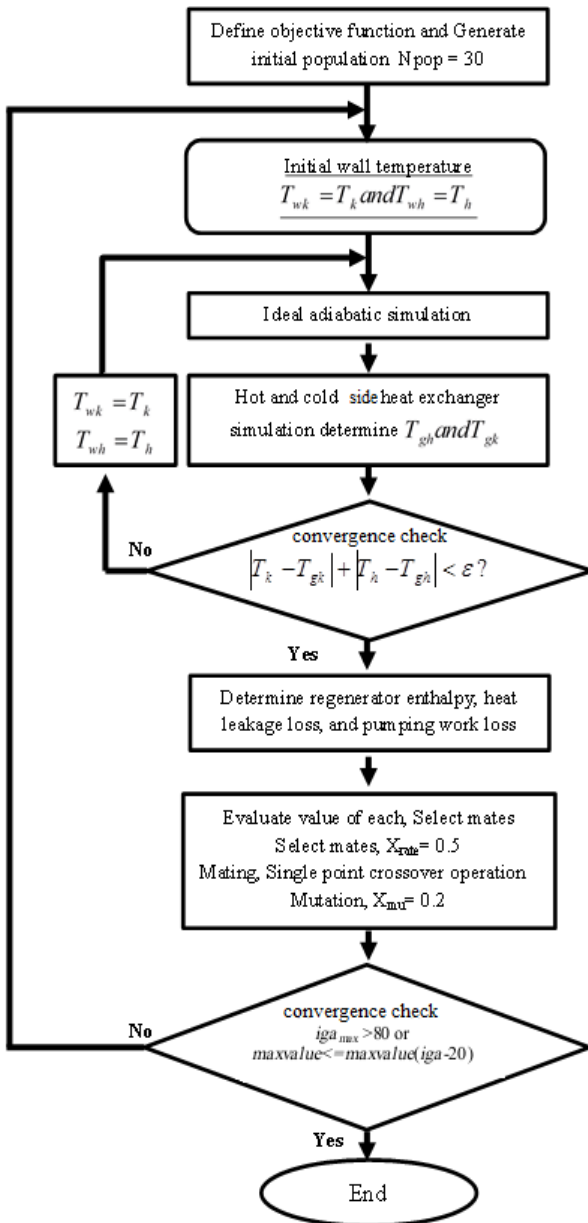 Define objective function and Generate
initial population Npop = 30
Initial wall temperature
T_wk = T_k and T_wh = T_h
Ideal adiabatic simulation
T_wk = T_k
T_wh = T_h
Hot and cold side heat exchanger
simulation determine T_gh and T_gk
convergence check
No
|T_k − T_gk| + |T_h − T_gh| < ε ?
Yes
Determine regenerator enthalpy, heat
leakage loss, and pumping work loss
Evaluate value of each, Select mates
Select mates, X_rate= 0.5
Mating, Single point crossover operation
Mutation, X_mu= 0.2
convergence check
No
iga_max >80 or
maxvalue<=maxvalue(iga-20)
Yes
End